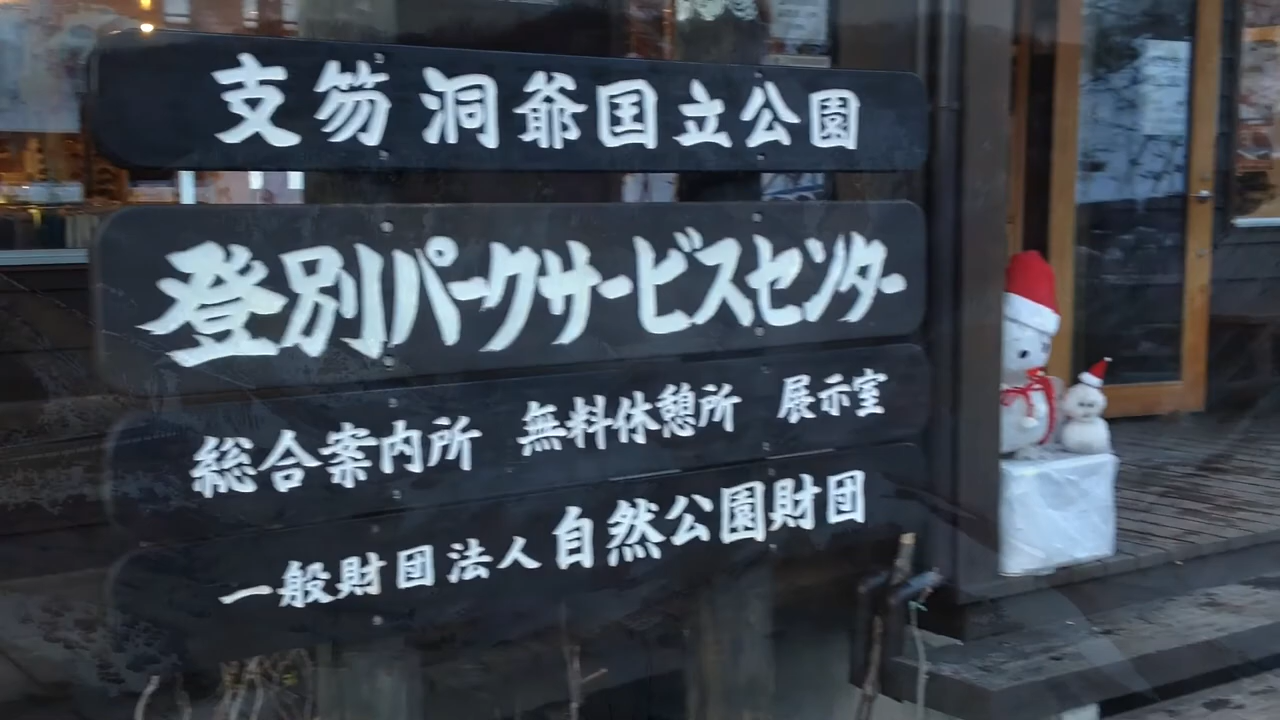 支笏洞爺国立公園
登別パークサービスセンター
総合案内所 無料休憩所 展示室
一般財団法人自然公園財団